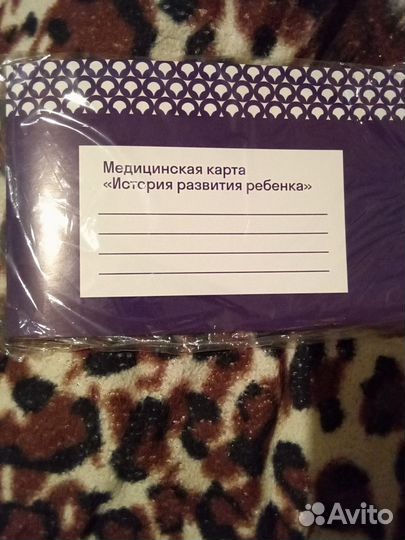 Медицинская карта
«История развития ребенка»
Avito